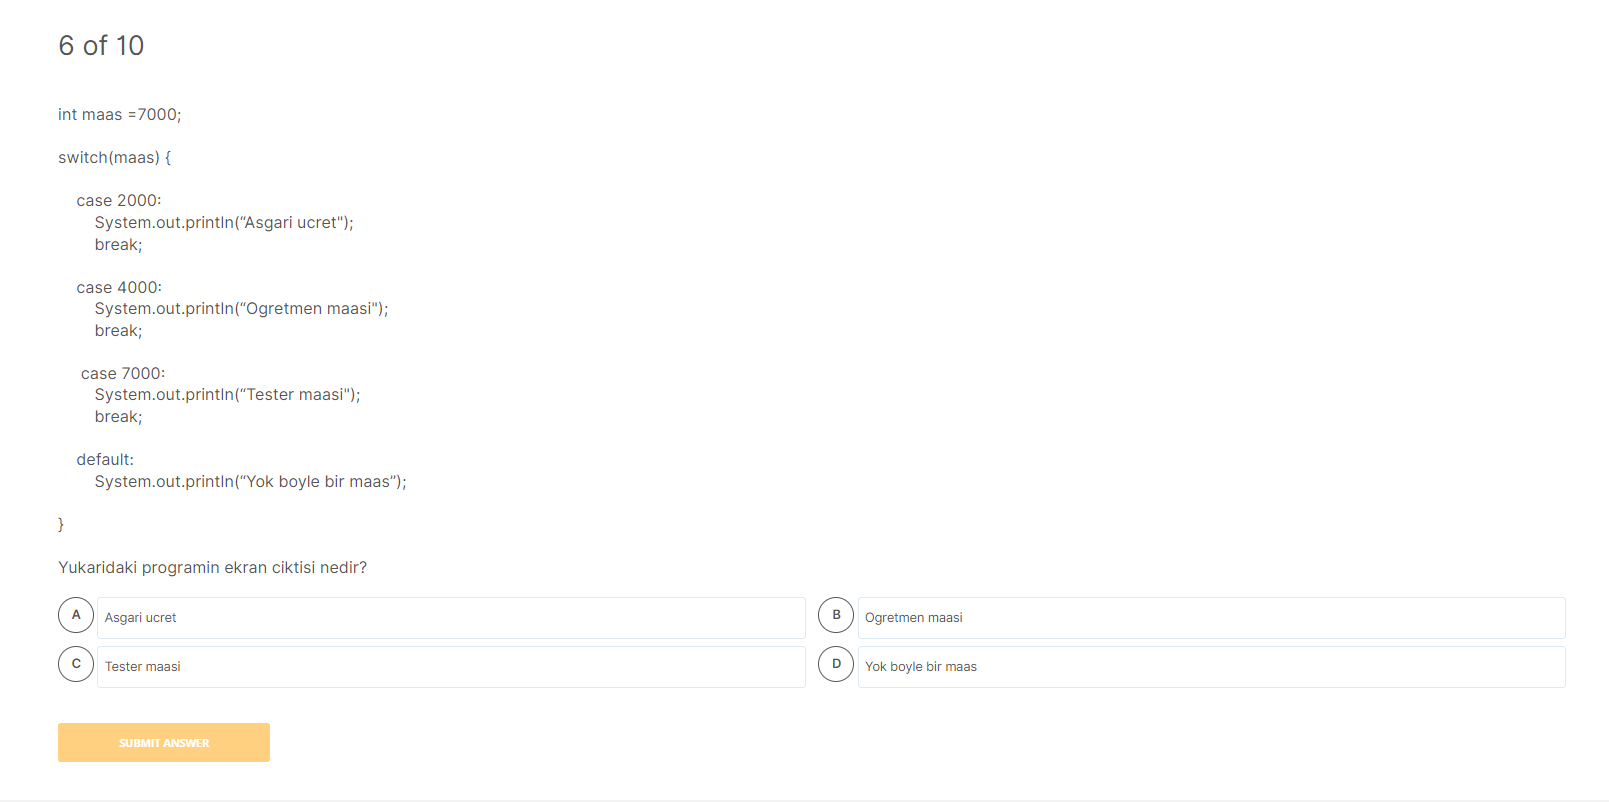 6 of 10
int maas =7000;
switch(maas) {
case 2000:
System.out.println(“Asgari ucret");
break;
case 4000:
System.out.println(“Ogretmen maasi");
break;
case 7000:
System.out.println(“Tester maasi");
break;
default:
System.out.println(“Yok boyle bir maas”);
}
Yukaridaki programin ekran ciktisi nedir?
A Asgari ucret
B Ogretmen maasi
C Tester maasi
D Yok boyle bir maas
SUBMIT ANSWER